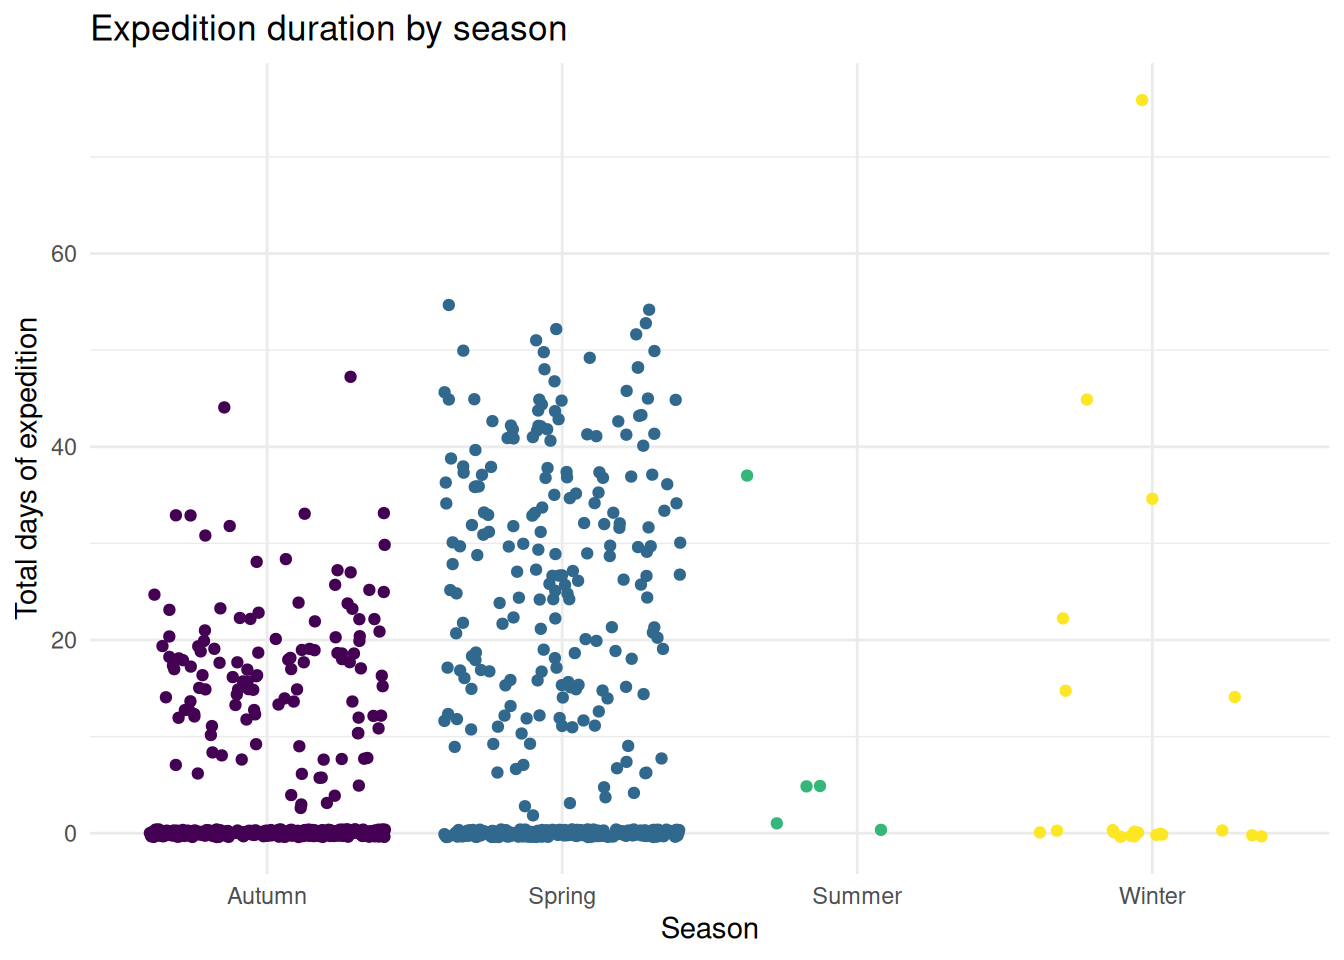 Expedition duration by season
Total days of expedition
60
40
20
0
Autumn Spring Summer Winter
Season